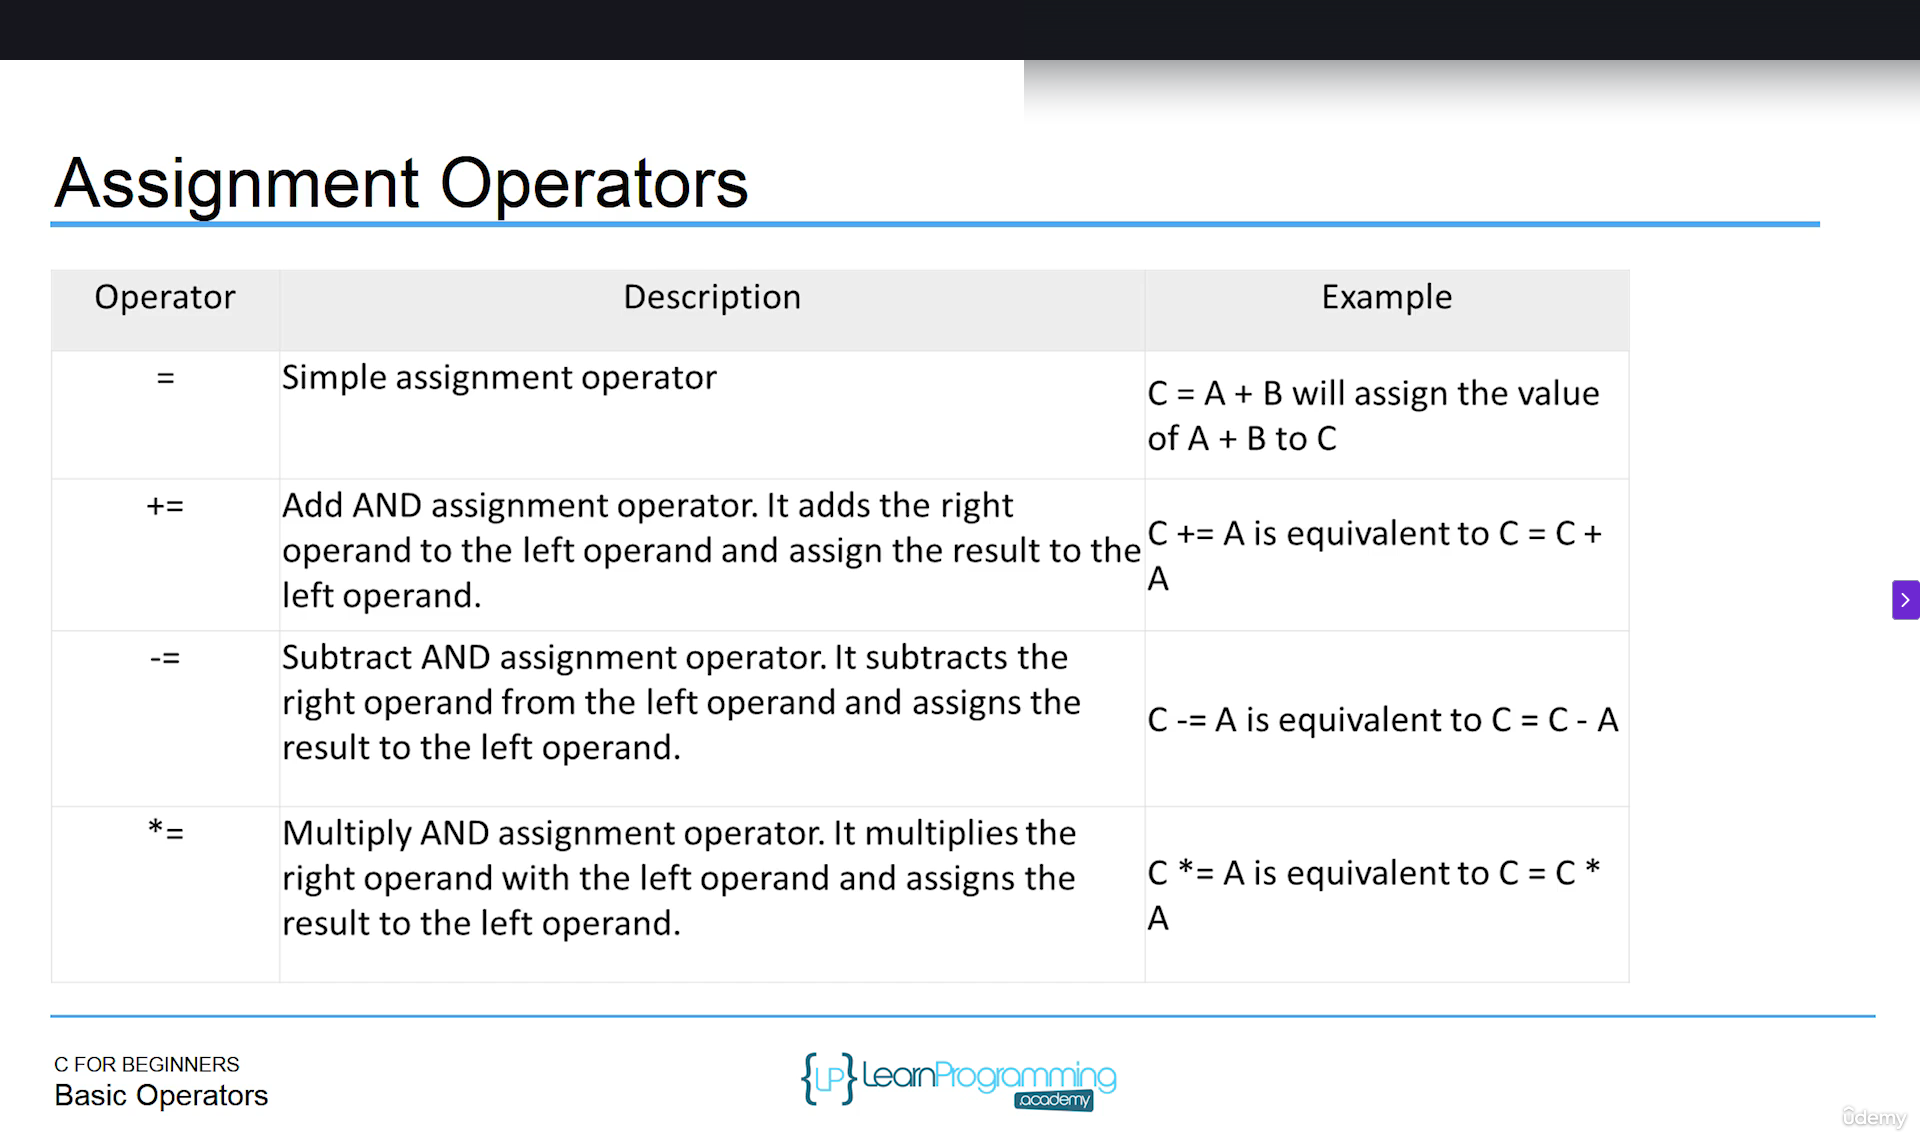 Assignment Operators
Operator
Description
Example
=
Simple assignment operator
C = A + B will assign the value
of A + B to C
+=
Add AND assignment operator. It adds the right
operand to the left operand and assign the result to the
left operand.
C += A is equivalent to C = C +
A
-=
Subtract AND assignment operator. It subtracts the
right operand from the left operand and assigns the
result to the left operand.
C -= A is equivalent to C = C - A
*=
Multiply AND assignment operator. It multiplies the
right operand with the left operand and assigns the
result to the left operand.
C *= A is equivalent to C = C *
A
C FOR BEGINNERS
Basic Operators
{LP} LearnProgramming
.academy
ûdemy